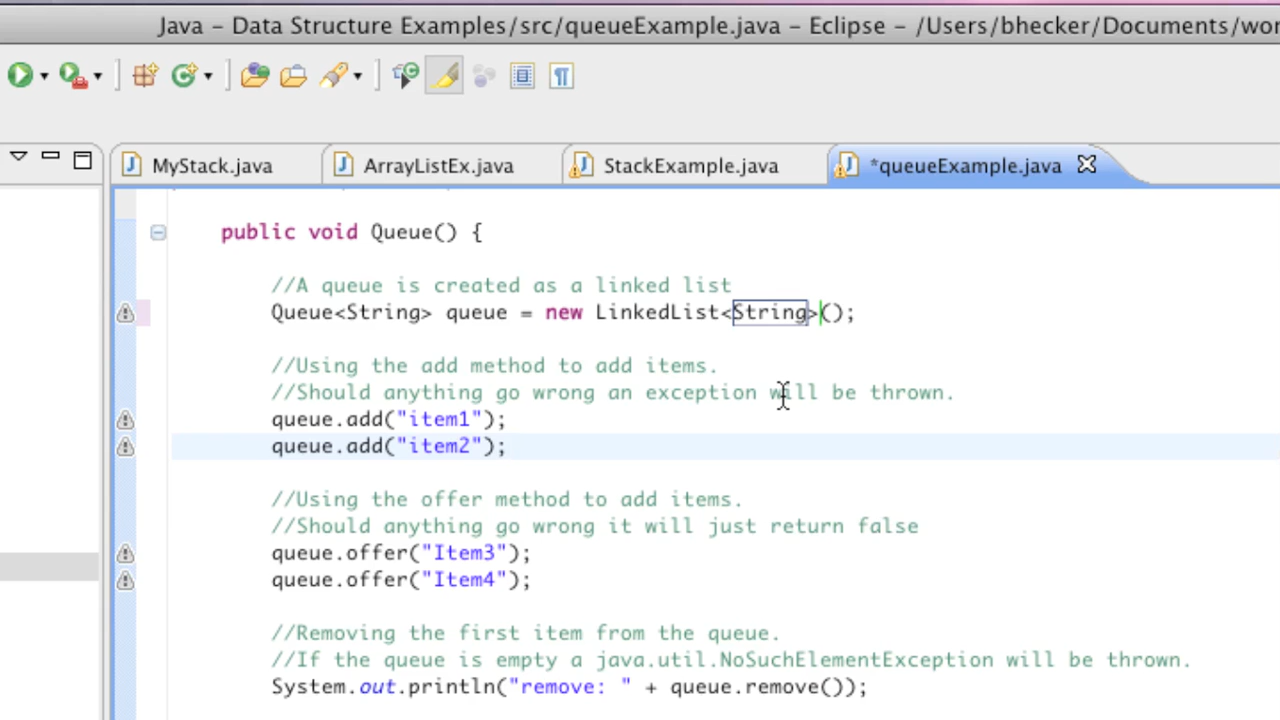 Java – Data Structure Examples/src/queueExample.java – Eclipse – /Users/bhecker/Documents/wor
MyStack.java
ArrayListEx.java
StackExample.java
*queueExample.java
public void Queue() {
//A queue is created as a linked list
Queue<String> queue = new LinkedList<String>();
//Using the add method to add items.
//Should anything go wrong an exception will be thrown.
queue.add("item1");
queue.add("item2");
//Using the offer method to add items.
//Should anything go wrong it will just return false
queue.offer("Item3");
queue.offer("Item4");
//Removing the first item from the queue.
//If the queue is empty a java.util.NoSuchElementException will be thrown.
System.out.println("remove: " + queue.remove());